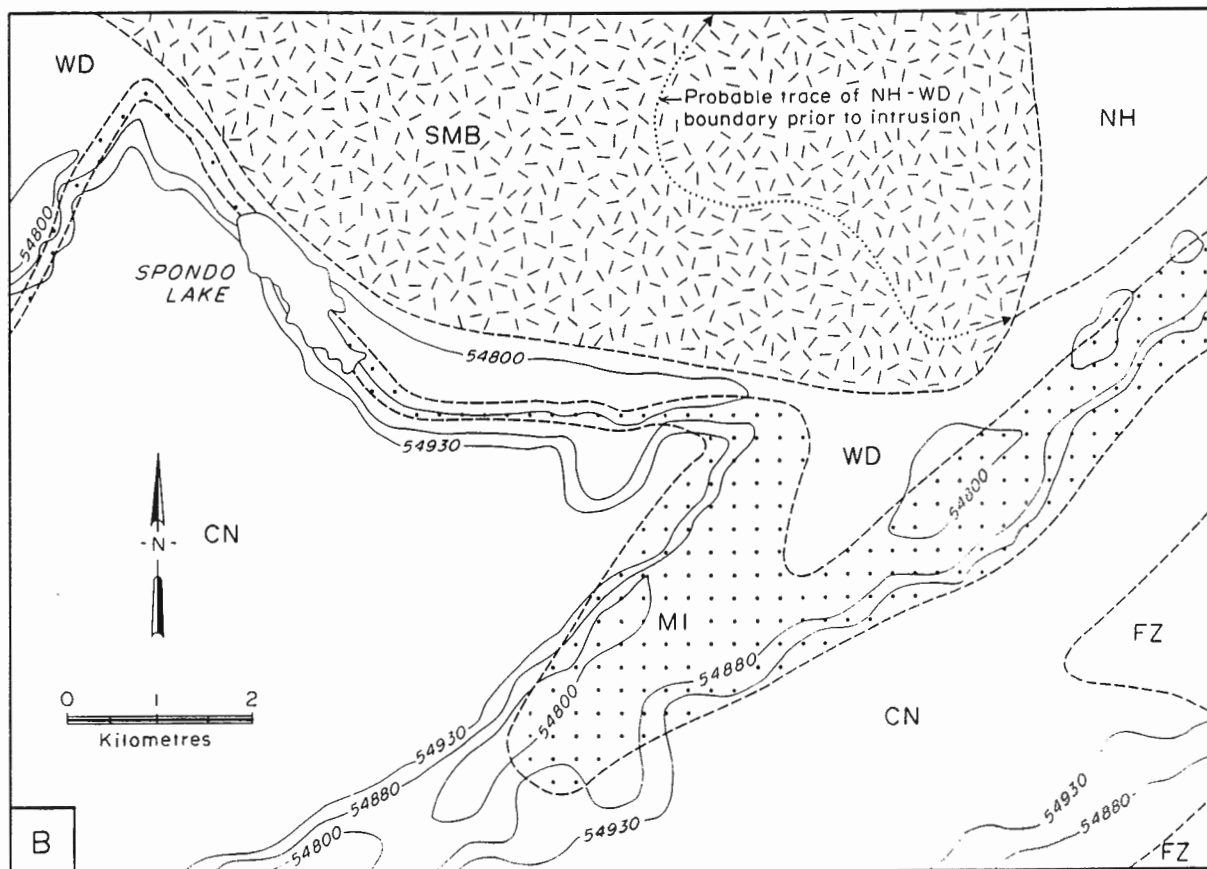 WD
SMB
Probable trace of NH-WD
boundary prior to intrusion
NH
54800
SPONDO
LAKE
54800
54930
WD
54800
-N-
CN
MI
FZ
54880
0 1 2
Kilometres
54800
CN
54930
54880
54800
54930
54930
54880
B
FZ